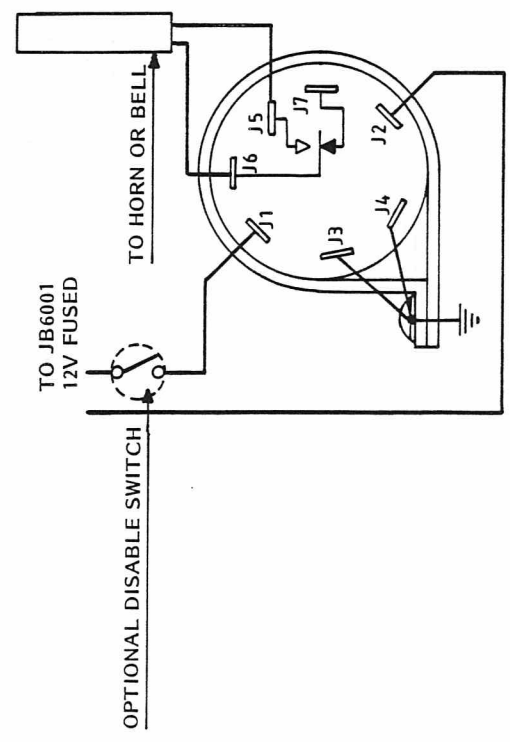 TO HORN OR BELL
J7
J5
J2
J6
J1
J4
J3
TO JB6001
12V FUSED
OPTIONAL DISABLE SWITCH